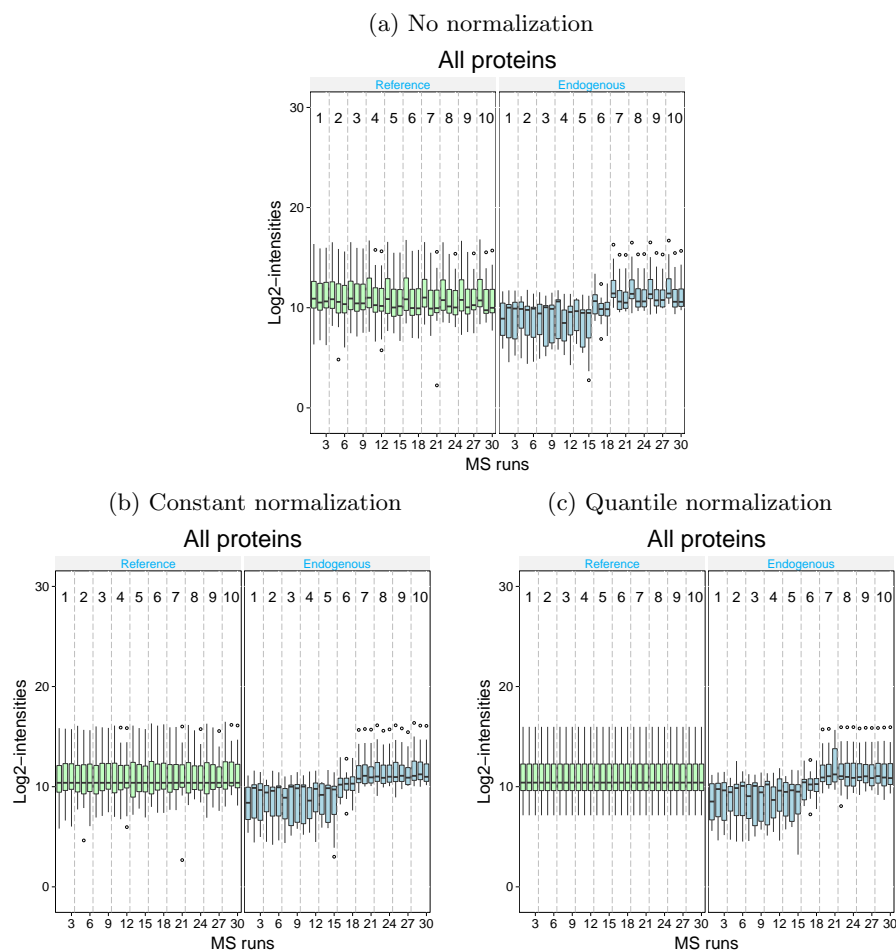 (a) No normalization
All proteins
Reference Endogenous
30
1 2 3 4 5 6 7 8 9 10 1 2 3 4 5 6 7 8 9 10
20
Log2−intensities
10
0
3 6 9 12 15 18 21 24 27 30 3 6 9 12 15 18 21 24 27 30
MS runs
(b) Constant normalization
All proteins
Reference Endogenous
30
1 2 3 4 5 6 7 8 9 10 1 2 3 4 5 6 7 8 9 10
20
Log2−intensities
10
0
3 6 9 12 15 18 21 24 27 30 3 6 9 12 15 18 21 24 27 30
MS runs
(c) Quantile normalization
All proteins
Reference Endogenous
30
1 2 3 4 5 6 7 8 9 10 1 2 3 4 5 6 7 8 9 10
20
Log2−intensities
10
0
3 6 9 12 15 18 21 24 27 30 3 6 9 12 15 18 21 24 27 30
MS runs